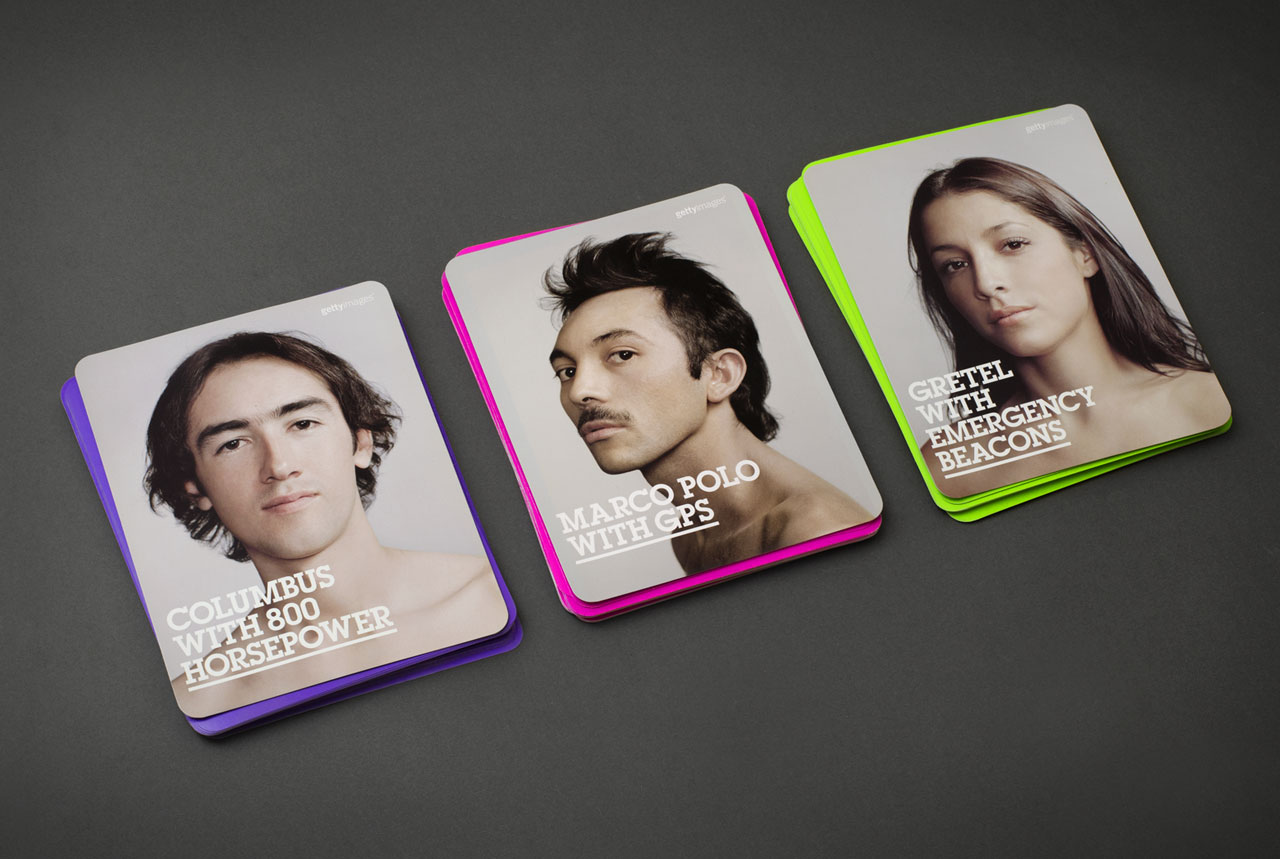 gettyimages
COLUMBUS
WITH 800
HORSEPOWER
gettyimages
MARCO POLO
WITH GPS
gettyimages
GRETEL
WITH
EMERGENCY
BEACONS